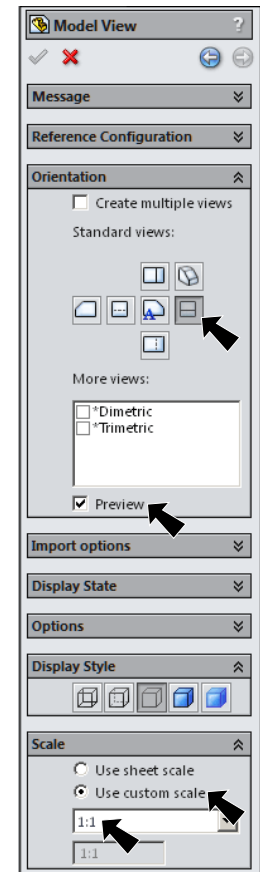 Model View ?
Message
Reference Configuration
Orientation
Create multiple views
Standard views:
A
More views:
*Dimetric
*Trimetric
Preview
Import options
Display State
Options
Display Style
Scale
Use sheet scale
Use custom scale
1:1
1:1